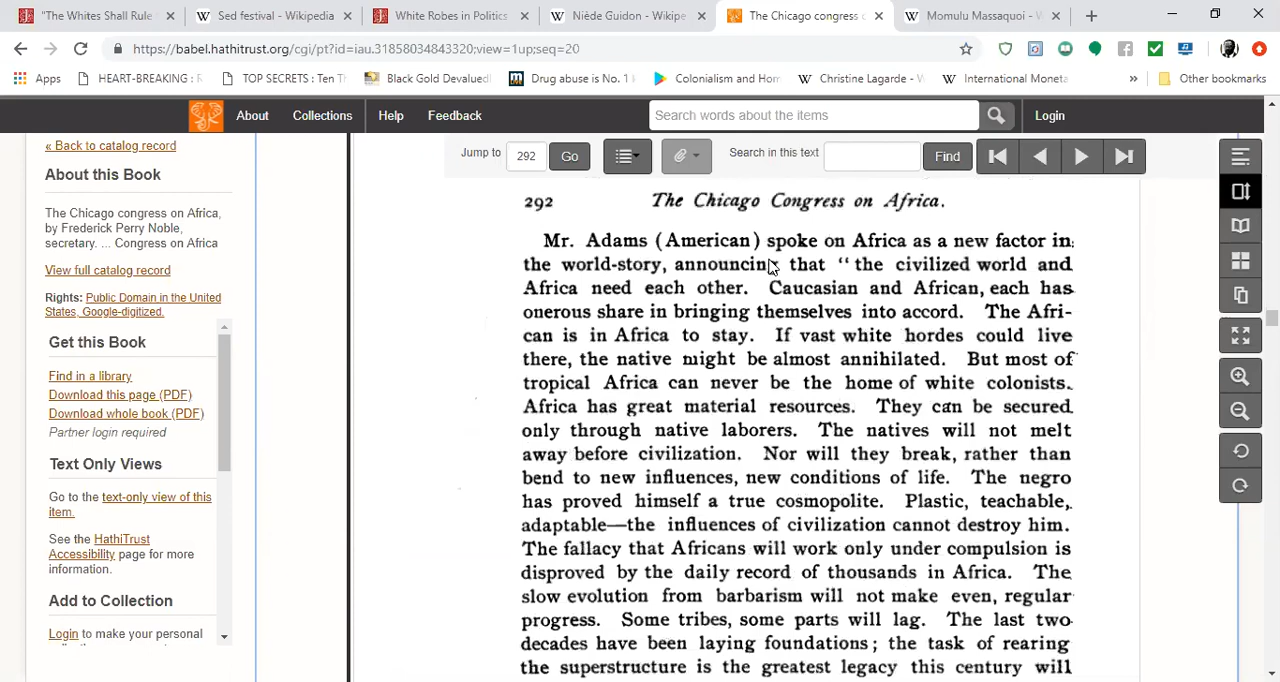 "The Whites Shall Rule
Sed festival - Wikipedia
White Robes in Politics
Niède Guidon - Wikipe
The Chicago congress
Momulu Massaquoi - W
https://babel.hathitrust.org/cgi/pt?id=iau.31858034843320;view=1up;seq=20
Apps
HEART-BREAKING : R
TOP SECRETS : Ten Th
Black Gold Devalued
Drug abuse is No. 1
Colonialism and Hom
Christine Lagarde - W
International Moneta
»
Other bookmarks
About
Collections
Help
Feedback
Search words about the items
Login
« Back to catalog record
About this Book
The Chicago congress on Africa,
by Frederick Perry Noble,
secretary. ... Congress on Africa
View full catalog record
Rights: Public Domain in the United
States, Google-digitized.
Get this Book
Find in a library
Download this page (PDF)
Download whole book (PDF)
Partner login required
Text Only Views
Go to the text-only view of this
item.
See the HathiTrust
Accessibility page for more
information.
Add to Collection
Login to make your personal
Jump to
292
Go
Search in this text
Find
292 The Chicago Congress on Africa.
Mr. Adams (American) spoke on Africa as a new factor in
the world-story, announcing that "the civilized world and
Africa need each other. Caucasian and African, each has
onerous share in bringing themselves into accord. The Afri-
can is in Africa to stay. If vast white hordes could live
there, the native might be almost annihilated. But most of
tropical Africa can never be the home of white colonists.
Africa has great material resources. They can be secured
only through native laborers. The natives will not melt
away before civilization. Nor will they break, rather than
bend to new influences, new conditions of life. The negro
has proved himself a true cosmopolite. Plastic, teachable,
adaptable—the influences of civilization cannot destroy him.
The fallacy that Africans will work only under compulsion is
disproved by the daily record of thousands in Africa. The
slow evolution from barbarism will not make even, regular
progress. Some tribes, some parts will lag. The last two
decades have been laying foundations; the task of rearing
the superstructure is the greatest legacy this century will